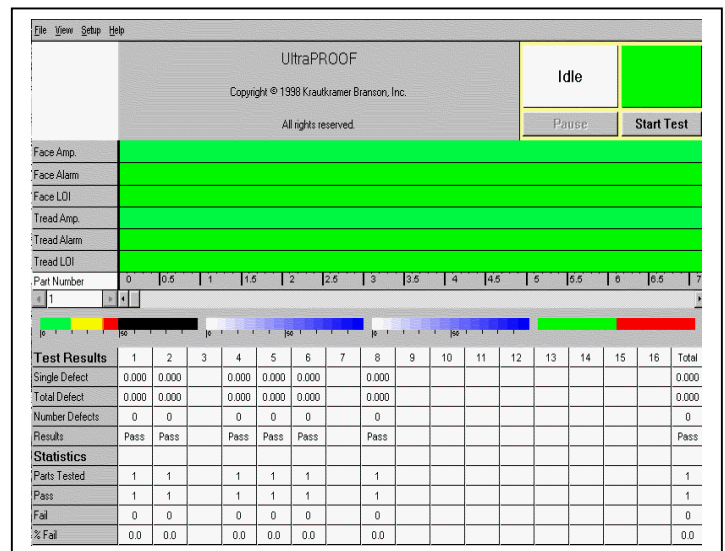 File View Setup Help
UltraPROOF
Copyright © 1998 Krautkramer Branson, Inc.
All rights reserved.
Idle
Pause Start Test
Face Amp.
Face Alarm
Face LOI
Tread Amp.
Tread Alarm
Tread LOI
Part Number 0 0.5 1 1.5 2 2.5 3 3.5 4 4.5 5 5.5 6 6.5 7
1
0 50 0 50 0 50
Test Results 1 2 3 4 5 6 7 8 9 10 11 12 13 14 15 16 Total
Single Defect 0.000 0.000 0.000 0.000 0.000 0.000 0.000
Total Defect 0.000 0.000 0.000 0.000 0.000 0.000 0.000
Number Defects 0 0 0 0 0 0 0
Results Pass Pass Pass Pass Pass Pass Pass
Statistics
Parts Tested 1 1 1 1 1 1 1
Pass 1 1 1 1 1 1 1
Fail 0 0 0 0 0 0 0
% Fail 0.0 0.0 0.0 0.0 0.0 0.0 0.0